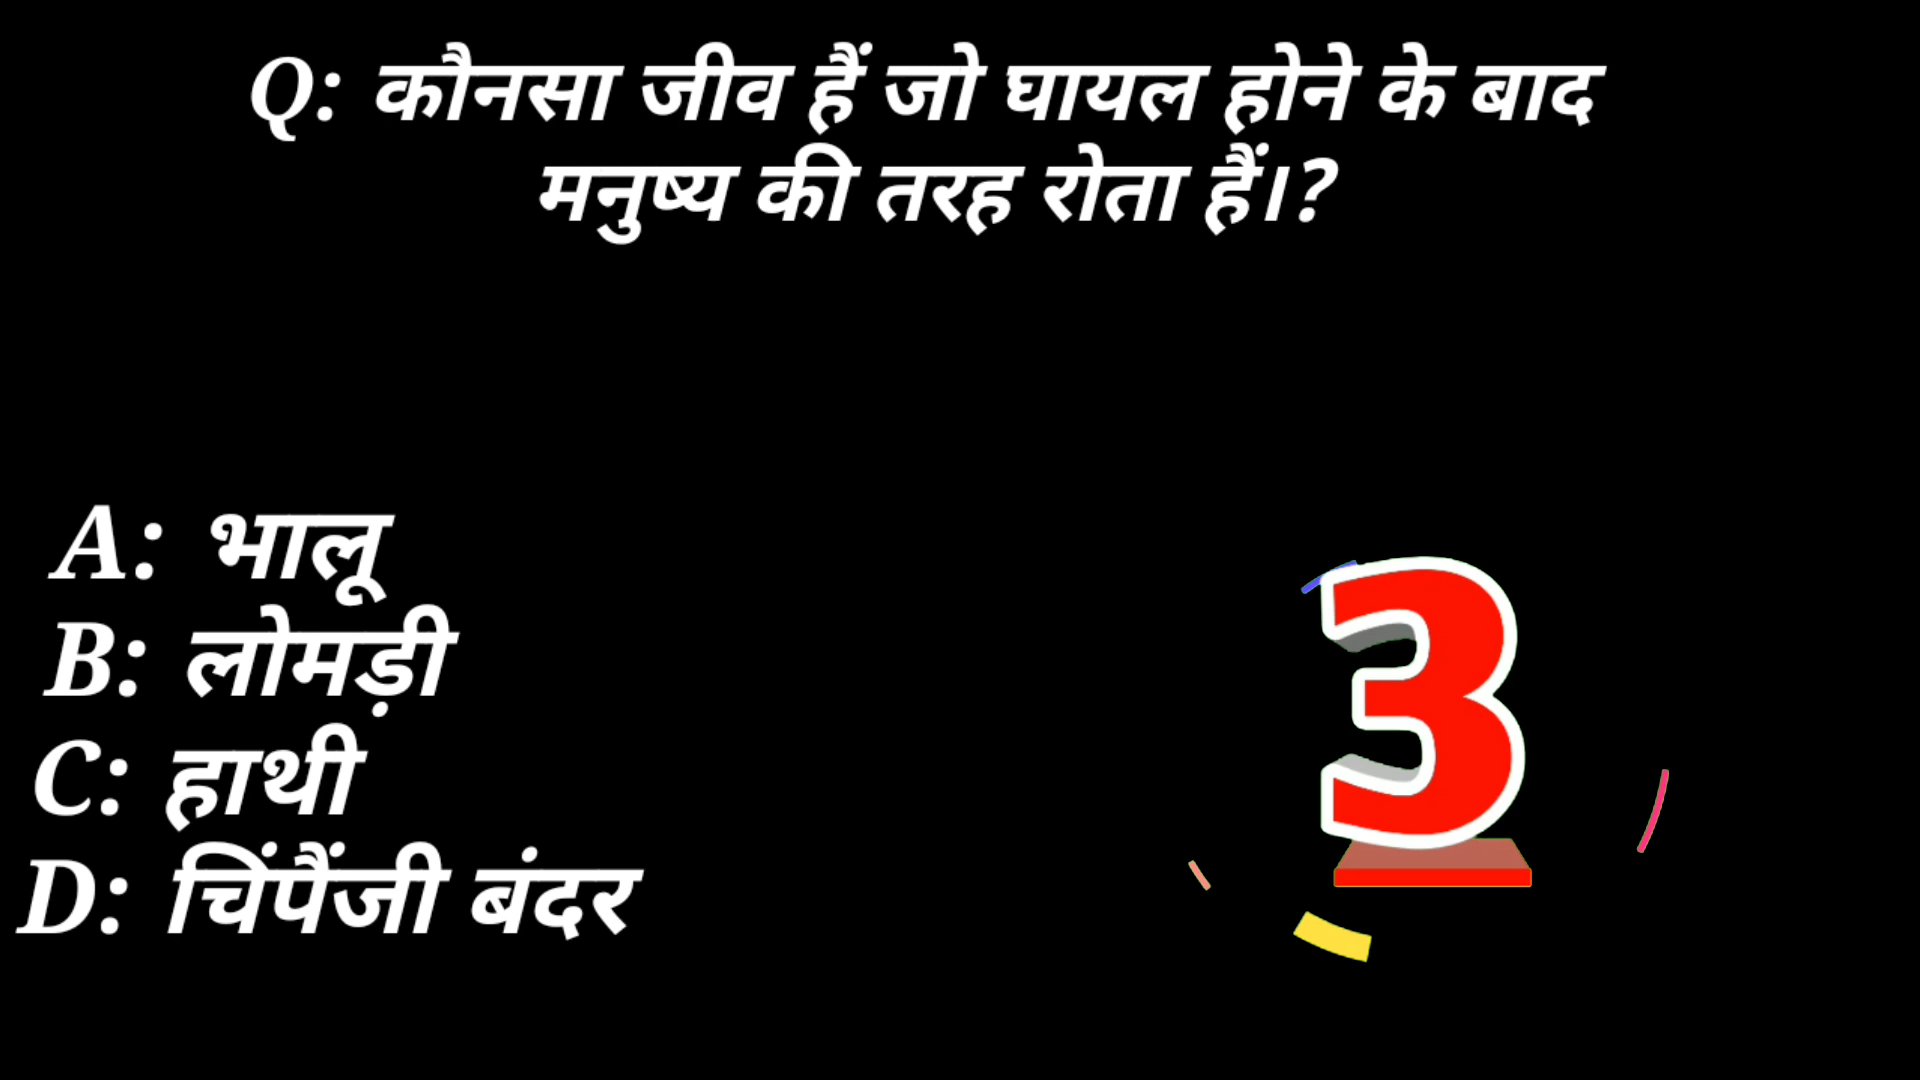 Q: कौनसा जीव हैं जो घायल होने के बाद
मनुष्य की तरह रोता हैं।?
A: भालू
B: लोमड़ी
C: हाथी
D: चिंपैंजी बंदर
3